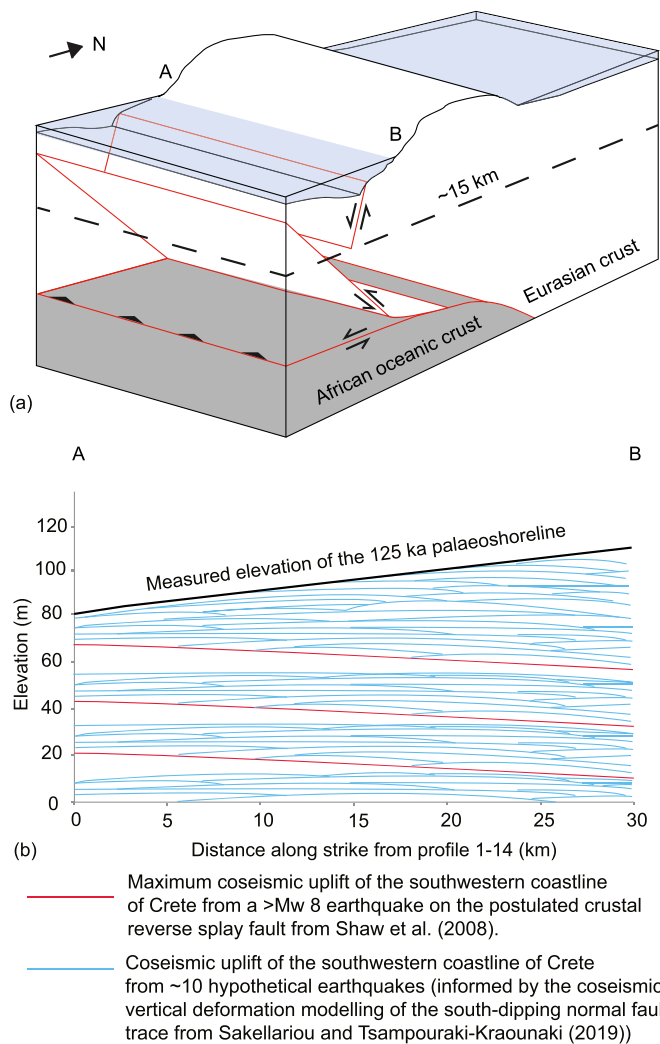 N
A
B
~15 km
Eurasian crust
African oceanic crust
(a)
A
B
120
100
80
60
40
20
0
Elevation (m)
Measured elevation of the 125 ka palaeoshoreline
0
5
10
15
20
25
30
(b)
Distance along strike from profile 1-14 (km)
Maximum coseismic uplift of the southwestern coastline
of Crete from a >Mw 8 earthquake on the postulated crustal
reverse splay fault from Shaw et al. (2008).
Coseismic uplift of the southwestern coastline of Crete
from ~10 hypothetical earthquakes (informed by the coseismic
vertical deformation modelling of the south-dipping normal faul
trace from Sakellariou and Tsampouraki-Kraounaki (2019))